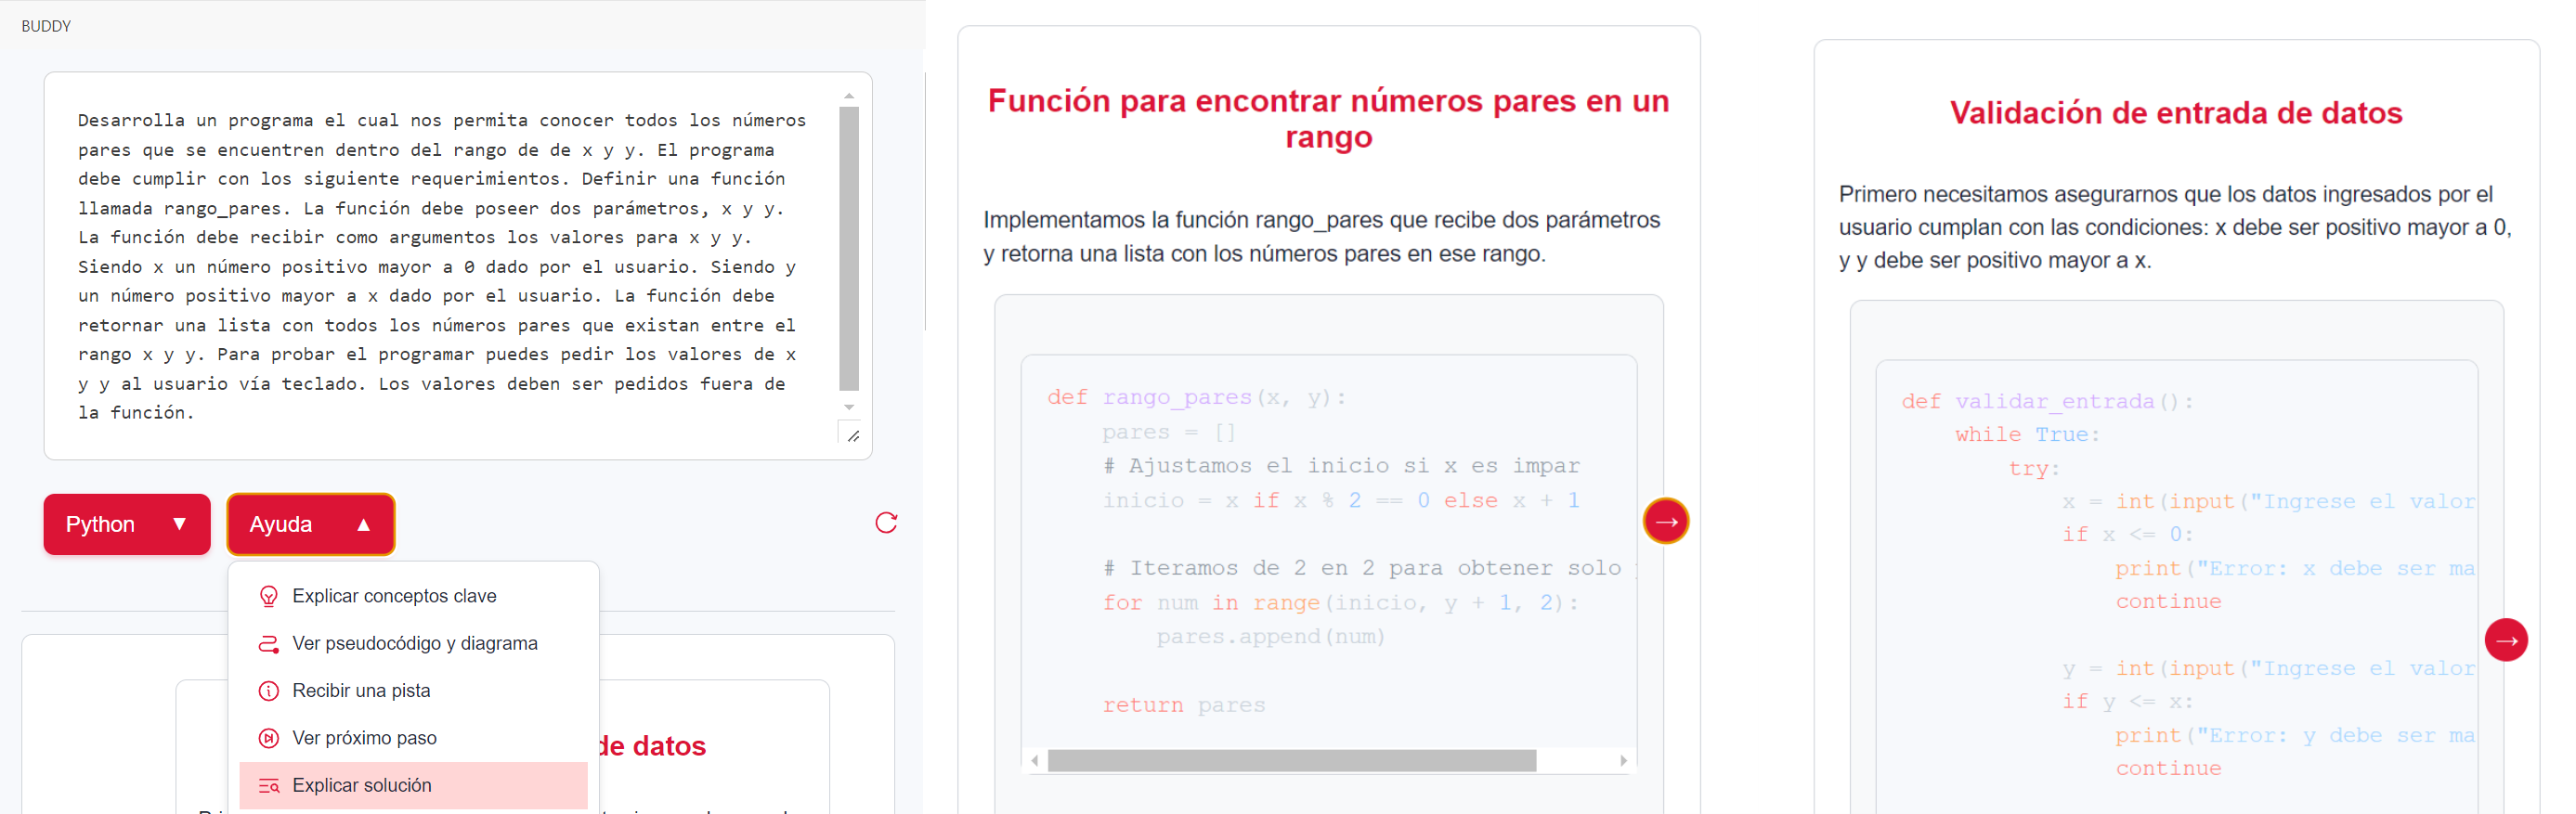 BUDDY
Desarrolla un programa el cual nos permita conocer todos los números
pares que se encuentren dentro del rango de de x y y. El programa
debe cumplir con los siguiente requerimientos. Definir una función
llamada rango_pares. La función debe poseer dos parámetros, x y y.
La función debe recibir como argumentos los valores para x y y.
Siendo x un número positivo mayor a 0 dado por el usuario. Siendo y
un número positivo mayor a x dado por el usuario. La función debe
retornar una lista con todos los números pares que existan entre el
rango x y y. Para probar el programar puedes pedir los valores de x
y y al usuario vía teclado. Los valores deben ser pedidos fuera de
la función.
Python ▼
Ayuda ▲
Explicar conceptos clave
Ver pseudocódigo y diagrama
Recibir una pista
Ver próximo paso
Explicar solución
de datos
Función para encontrar números pares en un
rango
Implementamos la función rango_pares que recibe dos parámetros
y retorna una lista con los números pares en ese rango.
def rango_pares(x, y):
    pares = []
    # Ajustamos el inicio si x es impar
    inicio = x if x % 2 == 0 else x + 1
    # Iteramos de 2 en 2 para obtener solo
    for num in range(inicio, y + 1, 2):
        pares.append(num)
    return pares
→
Validación de entrada de datos
Primero necesitamos asegurarnos que los datos ingresados por el
usuario cumplan con las condiciones: x debe ser positivo mayor a 0,
y y debe ser positivo mayor a x.
def validar_entrada():
    while True:
        try:
            x = int(input("Ingrese el valor
            if x <= 0:
                print("Error: x debe ser ma
                continue
            y = int(input("Ingrese el valor
            if y <= x:
                print("Error: y debe ser ma
                continue
→